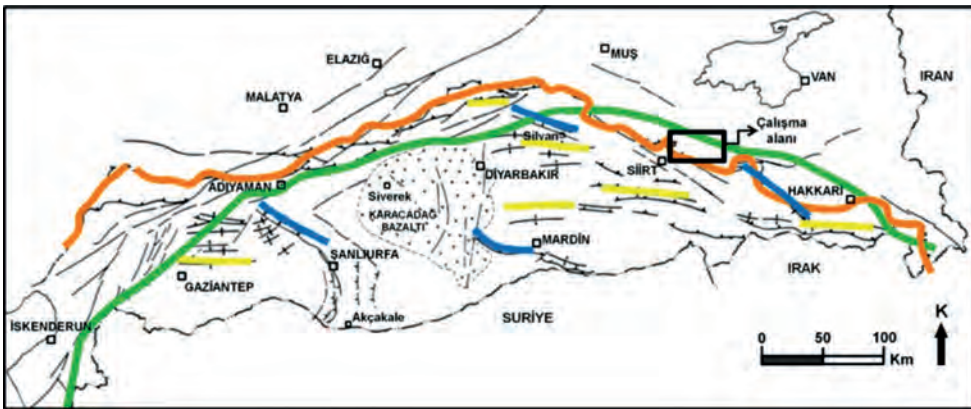 MUŞ
ELAZIĞ
VAN
IRAN
MALATYA
Çalışma
alanı
Silvan
SİİRT
DİYARBAKIR
ADIYAMAN
Siverek
HAKKARİ
KARACADAĞ
BAZALTI
MARDİN
ŞANLIURFA
IRAK
GAZİANTEP
K
Akçakale
SURİYE
İSKENDERUN
0 50 100
Km